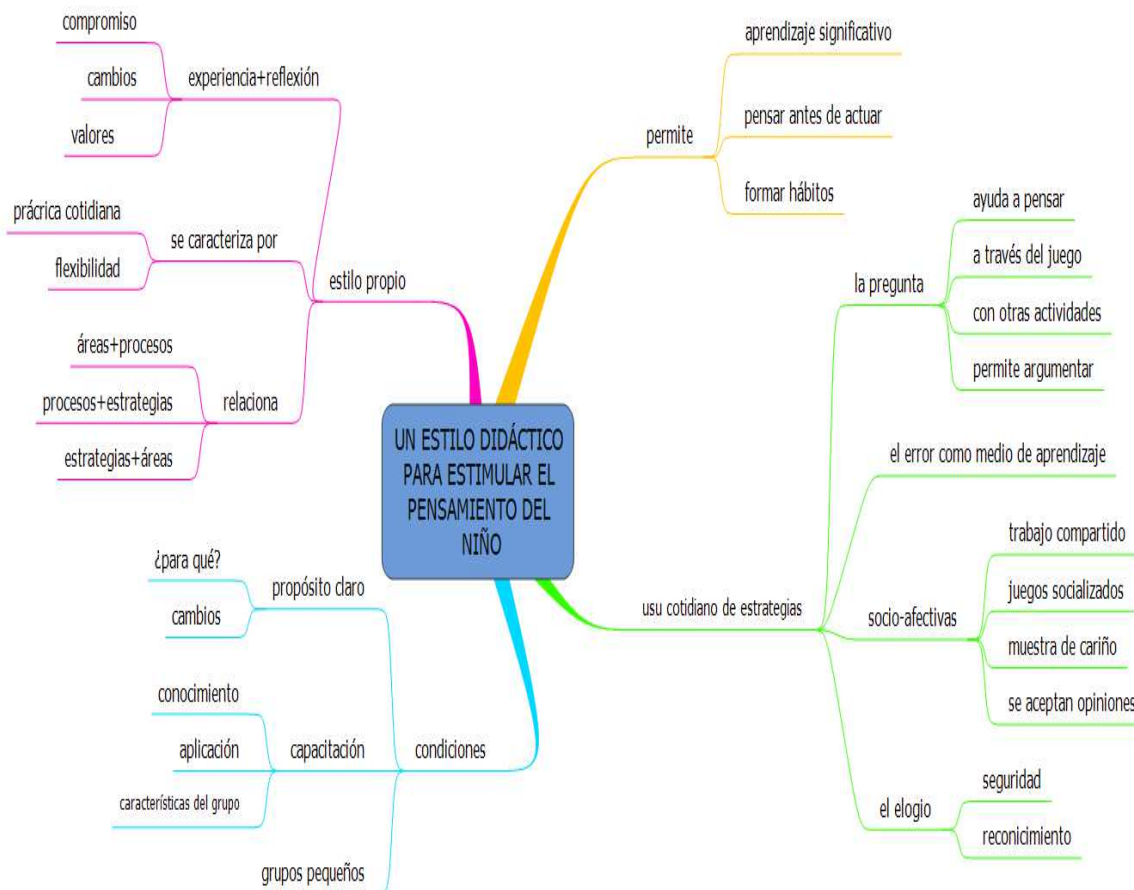 compromiso
cambios
valores
experiencia+reflexión
prácrica cotidiana
flexibilidad
se caracteriza por
áreas+procesos
procesos+estrategias
estrategias+áreas
relaciona
estilo propio
aprendizaje significativo
pensar antes de actuar
formar hábitos
permite
UN ESTILO DIDÁCTICO
PARA ESTIMULAR EL
PENSAMIENTO DEL
NIÑO
ayuda a pensar
a través del juego
con otras actividades
permite argumentar
la pregunta
el error como medio de aprendizaje
trabajo compartido
juegos socializados
muestra de cariño
se aceptan opiniones
socio-afectivas
usu cotidiano de estrategias
seguridad
reconicimiento
el elogio
¿para qué?
cambios
propósito claro
conocimiento
aplicación
características del grupo
capacitación
condiciones
grupos pequeños